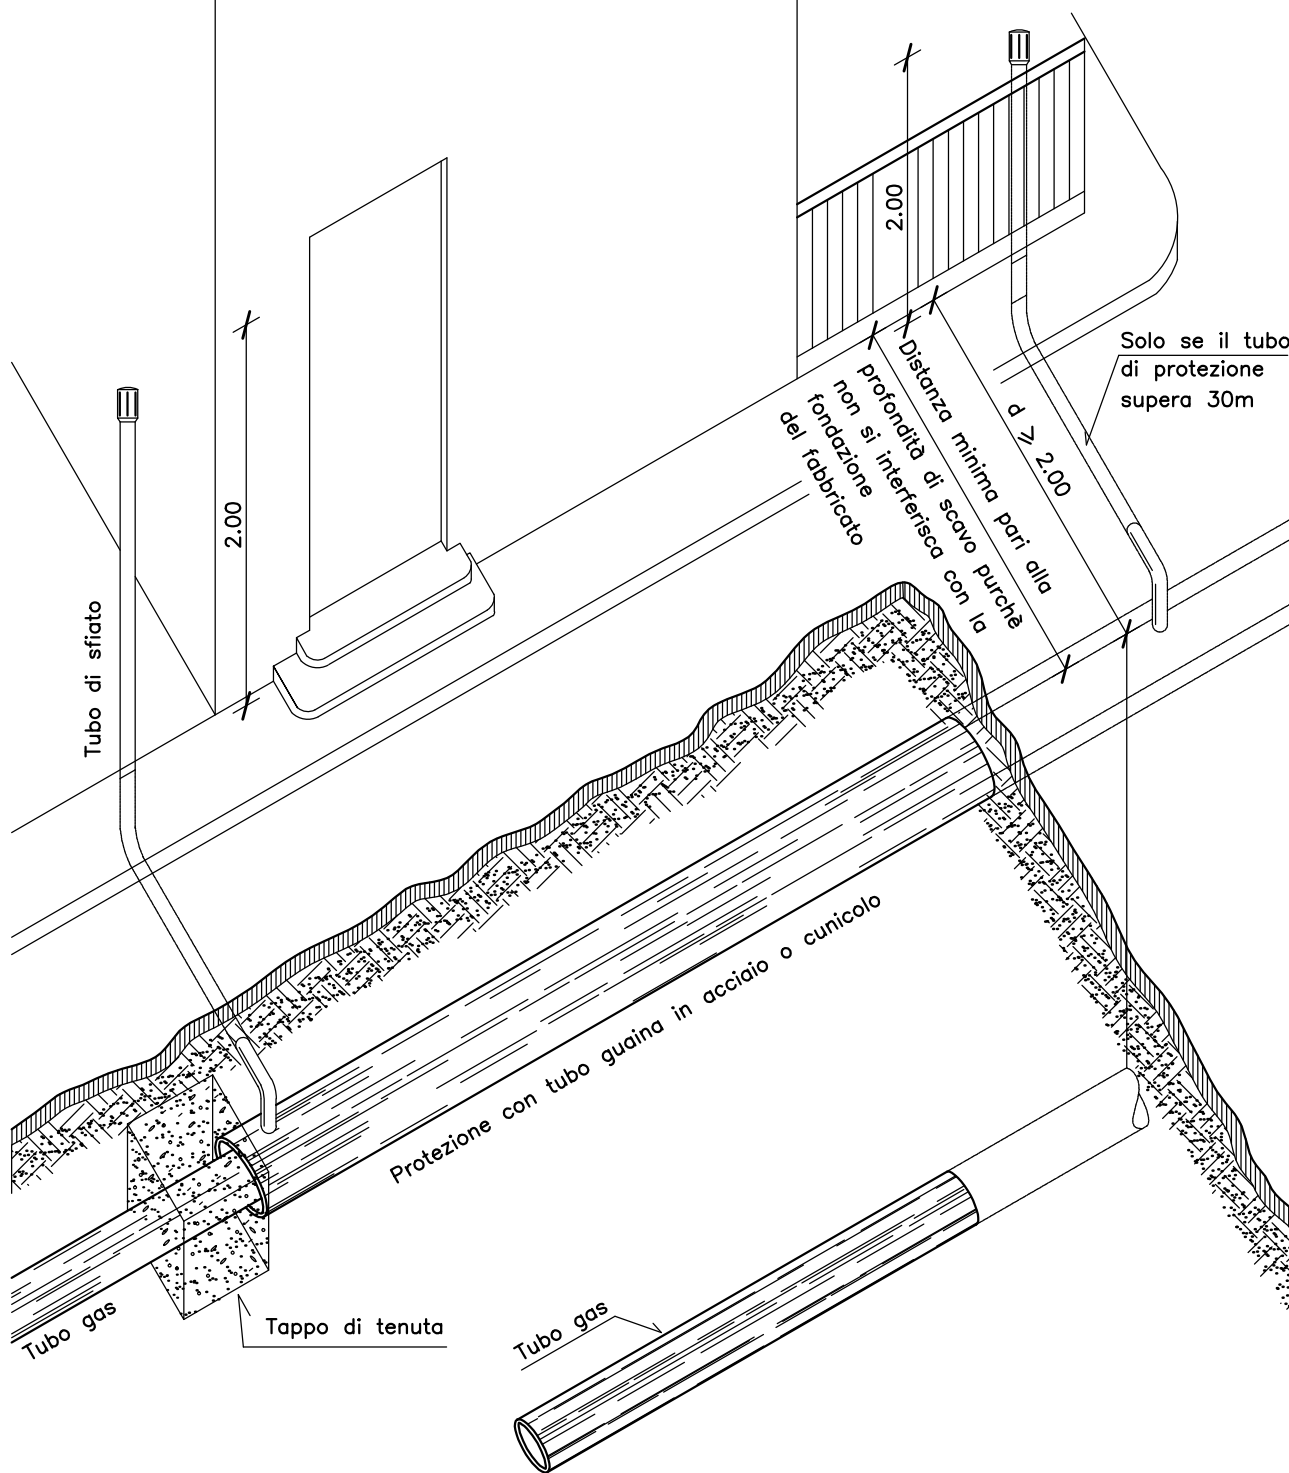 2.00
Solo se il tubo
di protezione
supera 30m
Distanza minima pari alla
profondità di scavo purchè
non si interferisca con la
fondazione
del fabbricato
d ⩾ 2.00
2.00
Tubo di sfiato
Protezione con tubo guaina in acciaio o cunicolo
Tubo gas
Tappo di tenuta
Tubo gas